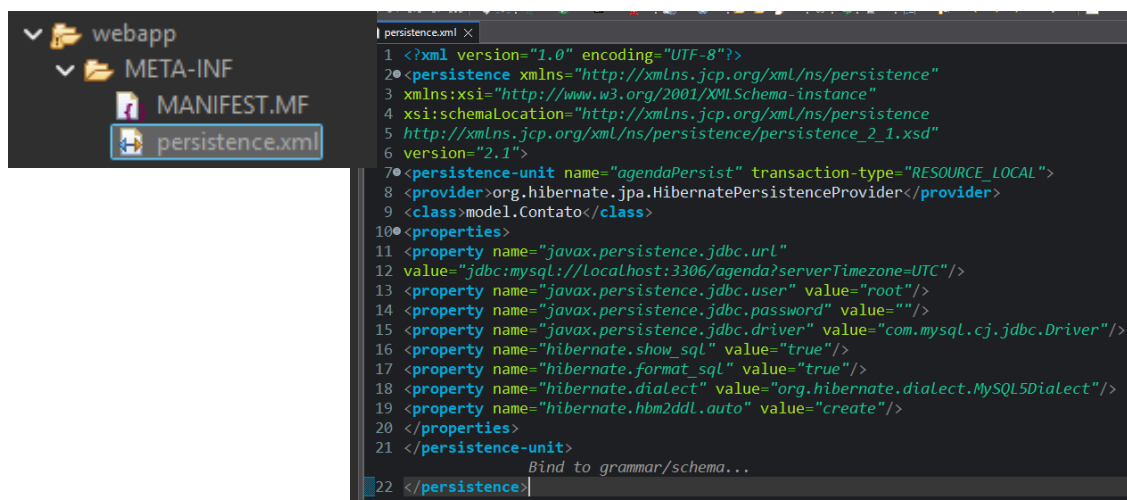 webapp
META-INF
MANIFEST.MF
persistence.xml
persistence.xml
1 <?xml version="1.0" encoding="UTF-8"?>
2 <persistence xmlns="http://xmlns.jcp.org/xml/ns/persistence"
3 xmlns:xsi="http://www.w3.org/2001/XMLSchema-instance"
4 xsi:schemaLocation="http://xmlns.jcp.org/xml/ns/persistence
5 http://xmlns.jcp.org/xml/ns/persistence/persistence_2_1.xsd"
6 version="2.1">
7 <persistence-unit name="agendaPersist" transaction-type="RESOURCE_LOCAL">
8 <provider>org.hibernate.jpa.HibernatePersistenceProvider</provider>
9 <class>model.Contato</class>
10 <properties>
11 <property name="javax.persistence.jdbc.url"
12 value="jdbc:mysql://localhost:3306/agenda?serverTimezone=UTC"/>
13 <property name="javax.persistence.jdbc.user" value="root"/>
14 <property name="javax.persistence.jdbc.password" value=""/>
15 <property name="javax.persistence.jdbc.driver" value="com.mysql.cj.jdbc.Driver"/>
16 <property name="hibernate.show_sql" value="true"/>
17 <property name="hibernate.format_sql" value="true"/>
18 <property name="hibernate.dialect" value="org.hibernate.dialect.MySQL5Dialect"/>
19 <property name="hibernate.hbm2ddl.auto" value="create"/>
20 </properties>
21 </persistence-unit>
Bind to grammar/schema...
22 </persistence>